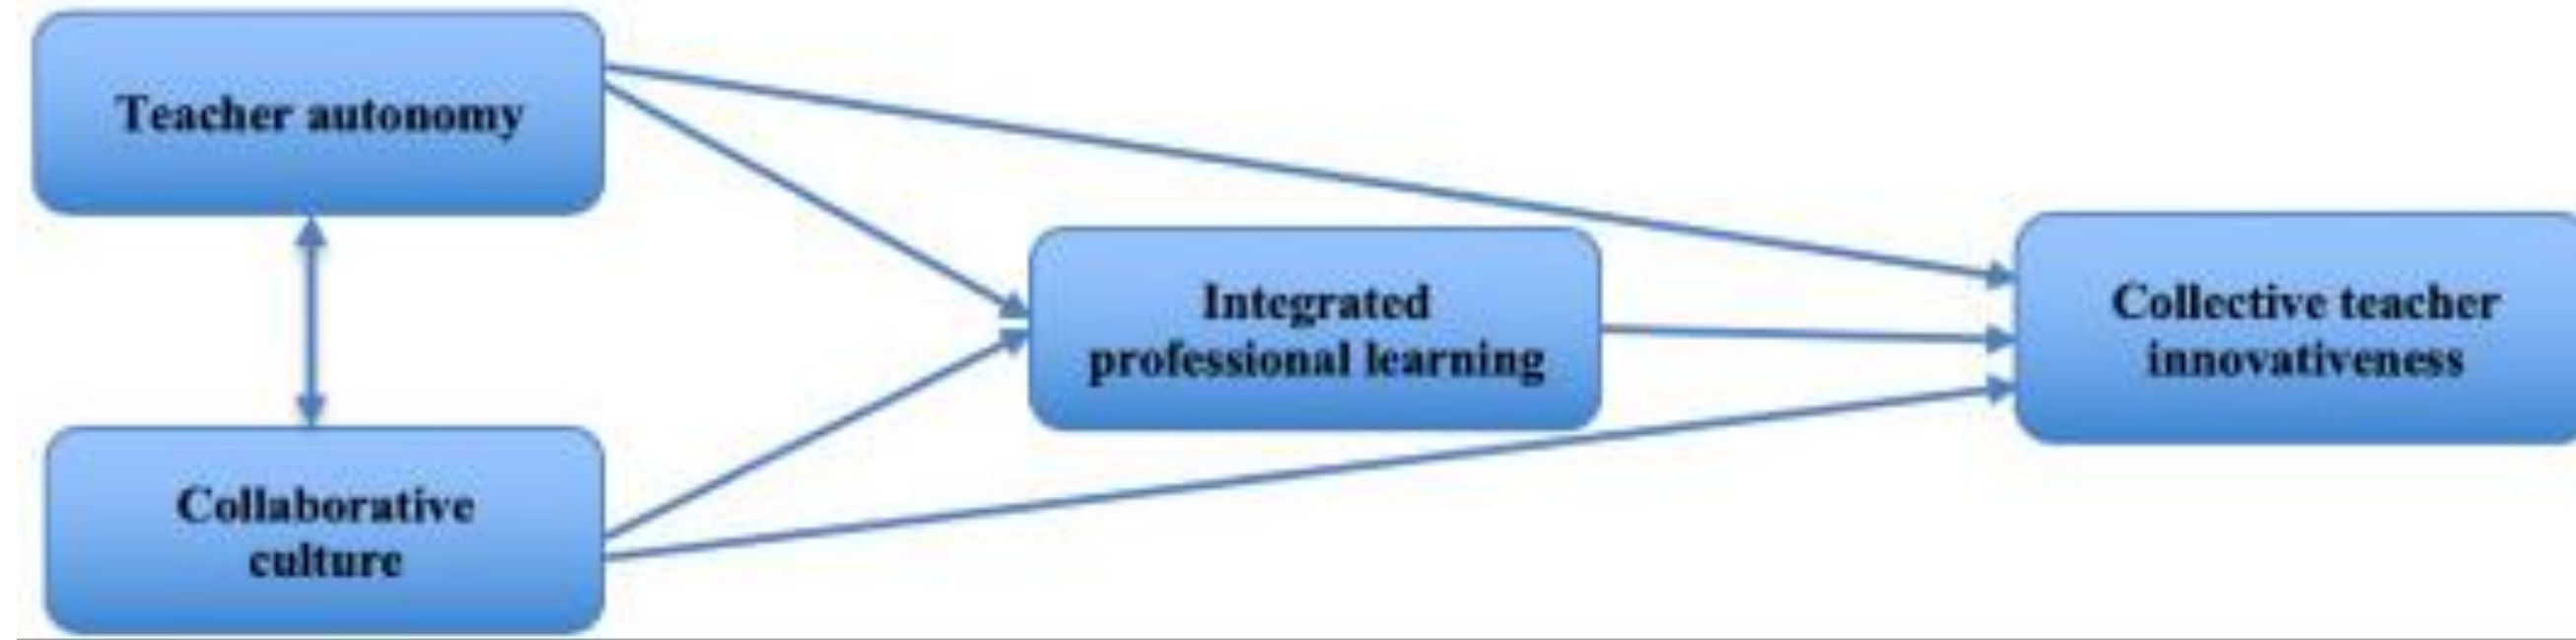 Teacher autonomy
Integrated
professional learning
Collective teacher
innovativeness
Collaborative
culture